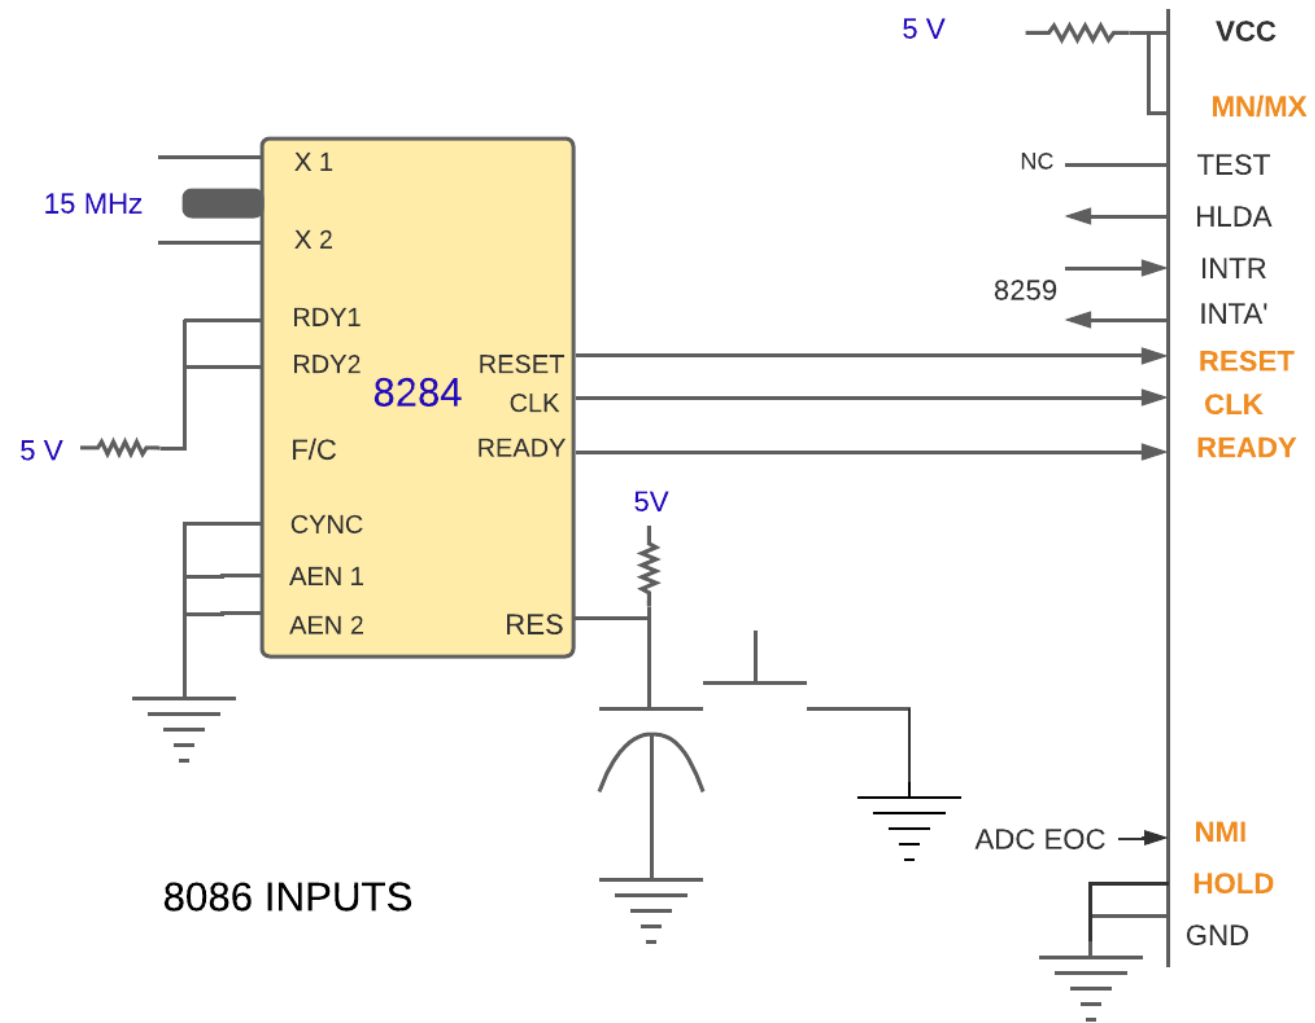 5 V
VCC
MN/MX
X 1
NC
TEST
15 MHz
HLDA
X 2
INTR
8259
INTA'
RDY1
RDY2
RESET
RESET
8284
CLK
CLK
5 V
F/C
READY
READY
5V
CYNC
AEN 1
AEN 2
RES
ADC EOC
NMI
8086 INPUTS
HOLD
GND